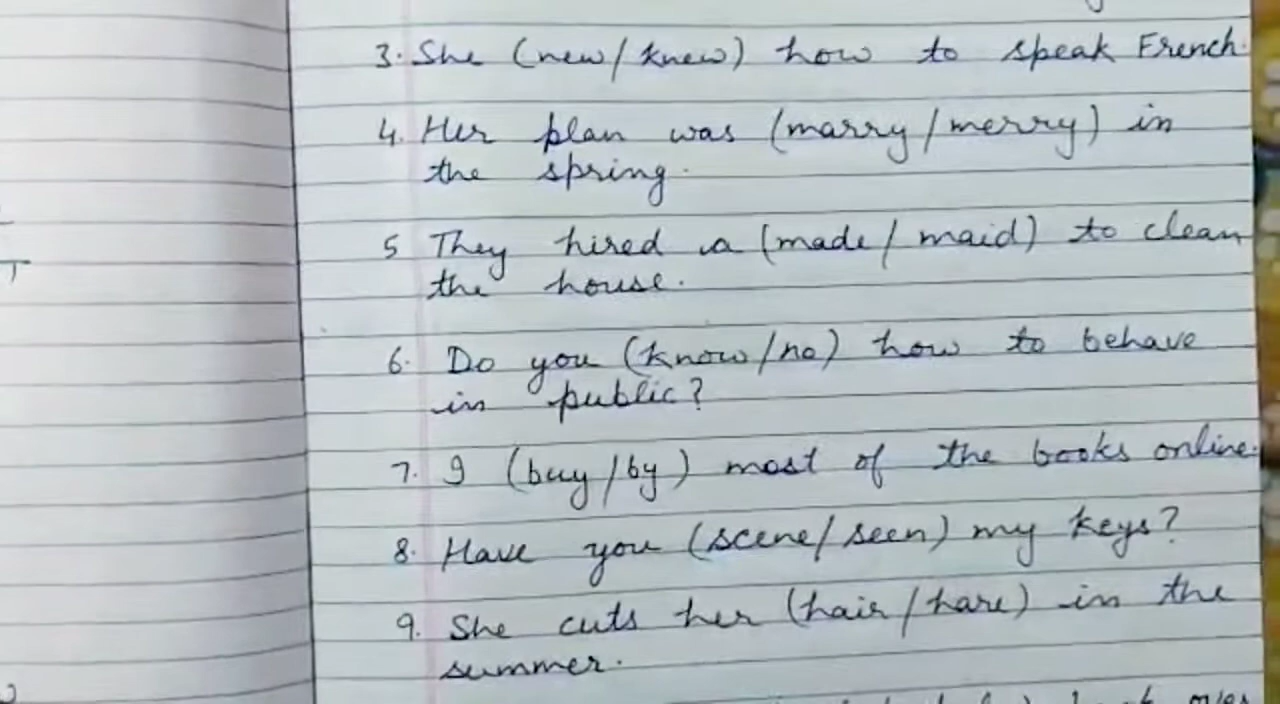 3. She (new/knew) how to speak French.
4. Her plan was (marry/merry) in
the spring.
5 They hired a (made/maid) to clean
the house.
6. Do you (know/no) how to behave
in public?
7. I (buy/by) most of the books online.
8. Have you (scene/seen) my keys?
9. She cuts her (hair/hare) in the
summer.